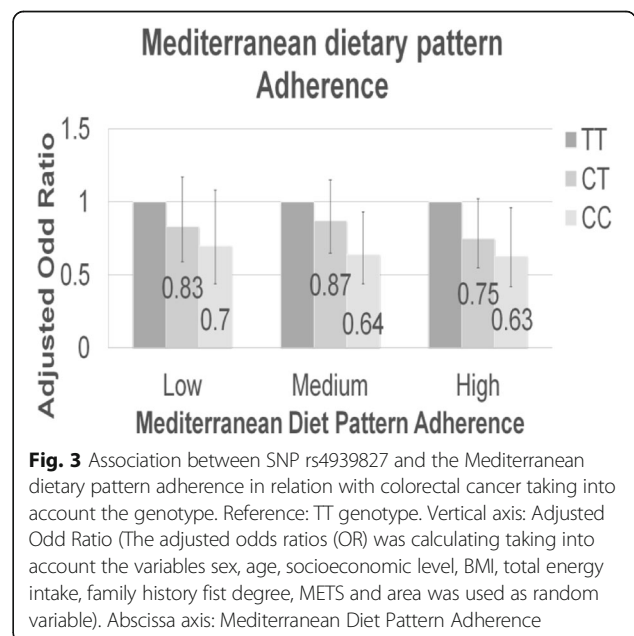 Mediterranean dietary pattern
Adherence
Adjusted Odd Ratio
1.5
1
0.5
0
0.83
0.7
0.87
0.64
0.75
0.63
TT
CT
CC
Low Medium High
Mediterranean Diet Pattern Adherence
Fig. 3 Association between SNP rs4939827 and the Mediterranean
dietary pattern adherence in relation with colorectal cancer taking into
account the genotype. Reference: TT genotype. Vertical axis: Adjusted
Odd Ratio (The adjusted odds ratios (OR) was calculating taking into
account the variables sex, age, socioeconomic level, BMI, total energy
intake, family history fist degree, METS and area was used as random
variable). Abscissa axis: Mediterranean Diet Pattern Adherence